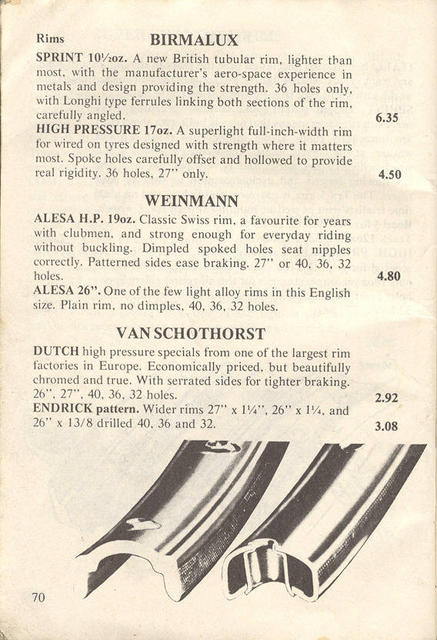 Rims
BIRMALUX
SPRINT 10½oz. A new British tubular rim, lighter than
most, with the manufacturer's aero-space experience in
metals and design providing the strength. 36 holes only,
with Longhi type ferrules linking both sections of the rim,
carefully angled. 6.35
HIGH PRESSURE 17oz. A superlight full-inch-width rim
for wired on tyres designed with strength where it matters
most. Spoke holes carefully offset and hollowed to provide
real rigidity. 36 holes, 27" only. 4.50
WEINMANN
ALESA H.P. 19oz. Classic Swiss rim, a favourite for years
with clubmen, and strong enough for everyday riding
without buckling. Dimpled spoked holes seat nipples
correctly. Patterned sides ease braking. 27" or 40, 36, 32
holes. 4.80
ALESA 26". One of the few light alloy rims in this English
size. Plain rim, no dimples, 40, 36, 32 holes.
VAN SCHOTHORST
DUTCH high pressure specials from one of the largest rim
factories in Europe. Economically priced, but beautifully
chromed and true. With serrated sides for tighter braking.
26", 27", 40, 36, 32 holes. 2.92
ENDRICK pattern. Wider rims 27" x 1¼", 26" x 1¼, and
26" x 13/8 drilled 40, 36 and 32. 3.08
70